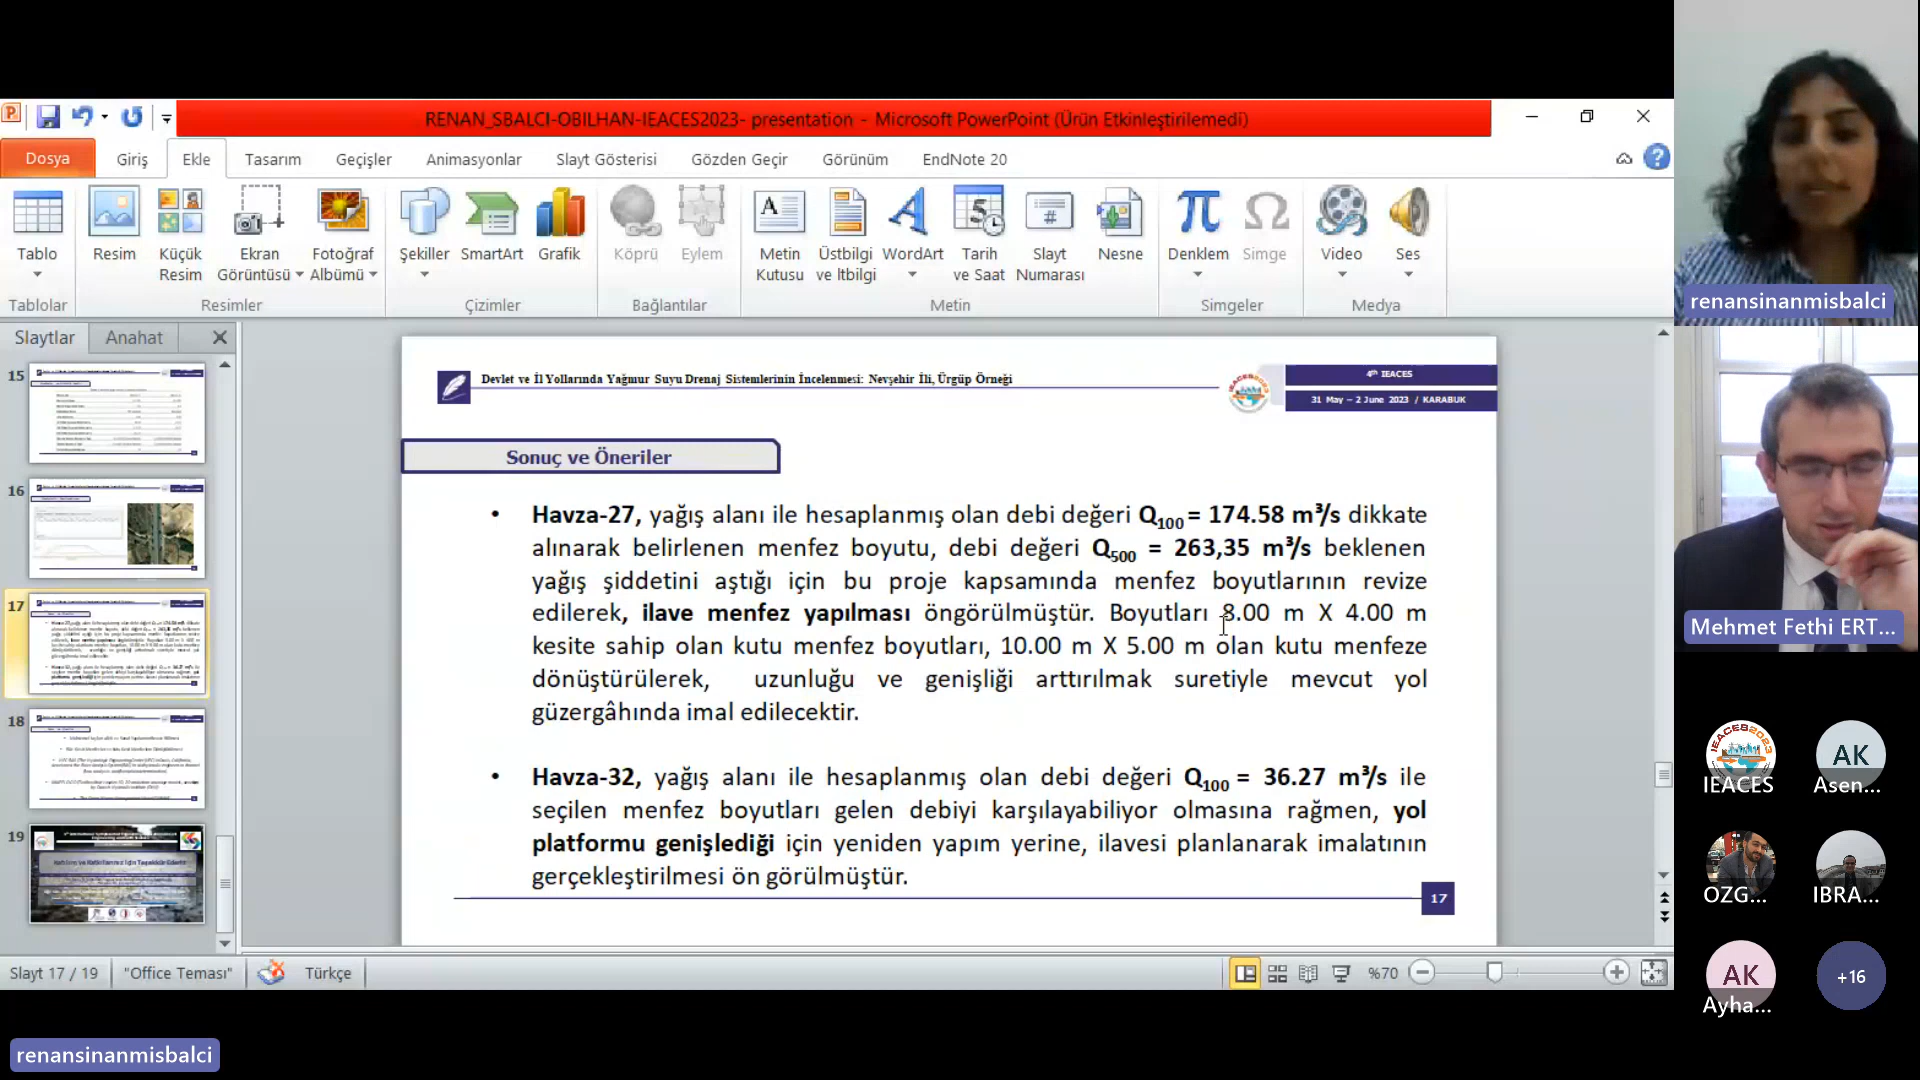 RENAN_SBALCI-OBILHAN-IEACES2023- presentation - Microsoft PowerPoint (Ürün Etkinleştirilemedi)
Dosya Giriş Ekle Tasarım Geçişler Animasyonlar Slayt Gösterisi Gözden Geçir Görünüm EndNote 20
Tablo
Resim
Küçük Resim
Ekran Görüntüsü
Fotoğraf Albümü
Şekiller
SmartArt
Grafik
Köprü
Eylem
Metin Kutusu
Üstbilgi ve ltbilgi
WordArt
Tarih ve Saat
Slayt Numarası
Nesne
Denklem
Simge
Video
Ses
Tablolar Resimler Çizimler Bağlantılar Metin Simgeler Medya
Slaytlar Anahat
15
16
17
18
19
Devlet ve İl Yollarında Yağmur Suyu Drenaj Sistemlerinin İncelenmesi: Nevşehir İli, Ürgüp Örneği
IEACES2023
4th IEACES
31 May – 2 June 2023 / KARABUK
Sonuç ve Öneriler
• Havza-27, yağış alanı ile hesaplanmış olan debi değeri Q100 = 174.58 m³/s dikkate
alınarak belirlenen menfez boyutu, debi değeri Q500 = 263,35 m³/s beklenen
yağış şiddetini aştığı için bu proje kapsamında menfez boyutlarının revize
edilerek, ilave menfez yapılması öngörülmüştür. Boyutları 8.00 m X 4.00 m
kesite sahip olan kutu menfez boyutları, 10.00 m X 5.00 m olan kutu menfeze
dönüştürülerek, uzunluğu ve genişliği arttırılmak suretiyle mevcut yol
güzergâhında imal edilecektir.
• Havza-32, yağış alanı ile hesaplanmış olan debi değeri Q100 = 36.27 m³/s ile
seçilen menfez boyutları gelen debiyi karşılayabiliyor olmasına rağmen, yol
platformu genişlediği için yeniden yapım yerine, ilavesi planlanarak imalatının
gerçekleştirilmesi ön görülmüştür.
17
Slayt 17 / 19 "Office Teması" Türkçe %70
renansinanmisbalci
Mehmet Fethi ERT...
IEACES2023
IEACES
AK
Asen...
OZG...
IBRA...
AK
Ayha...
+16
renansinanmisbalci